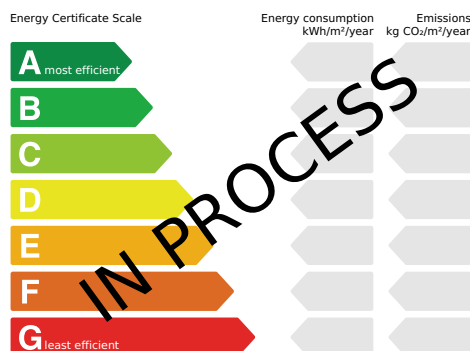 Energy Certificate Scale
Energy consumption
kWh/m²/year
Emissions
kg CO₂/m²/year
A most efficient
B
C
D
E
F
G least efficient
IN PROCESS